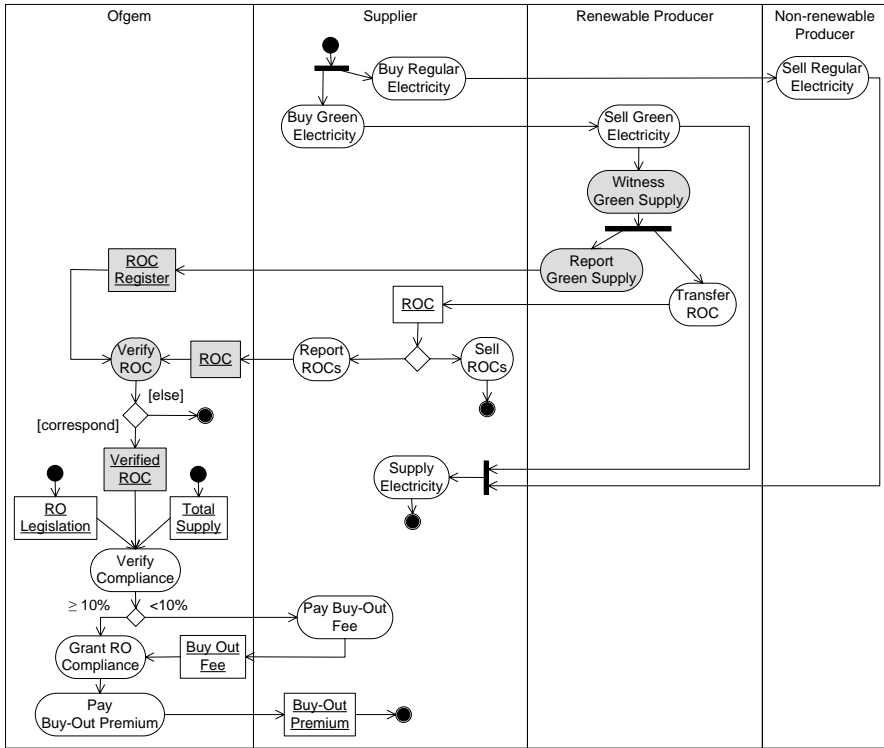 Ofgem
Supplier
Renewable Producer
Non-renewable
Producer
Buy Regular
Electricity
Sell Regular
Electricity
Buy Green
Electricity
Sell Green
Electricity
Witness
Green Supply
Report
Green Supply
ROC
Register
Transfer
ROC
ROC
Verify
ROC
ROC
Report
ROCs
Sell
ROCs
[else]
[correspond]
Verified
ROC
Supply
Electricity
RO
Legislation
Total
Supply
Verify
Compliance
≥ 10%
<10%
Pay Buy-Out
Fee
Grant RO
Compliance
Buy Out
Fee
Pay
Buy-Out Premium
Buy-Out
Premium